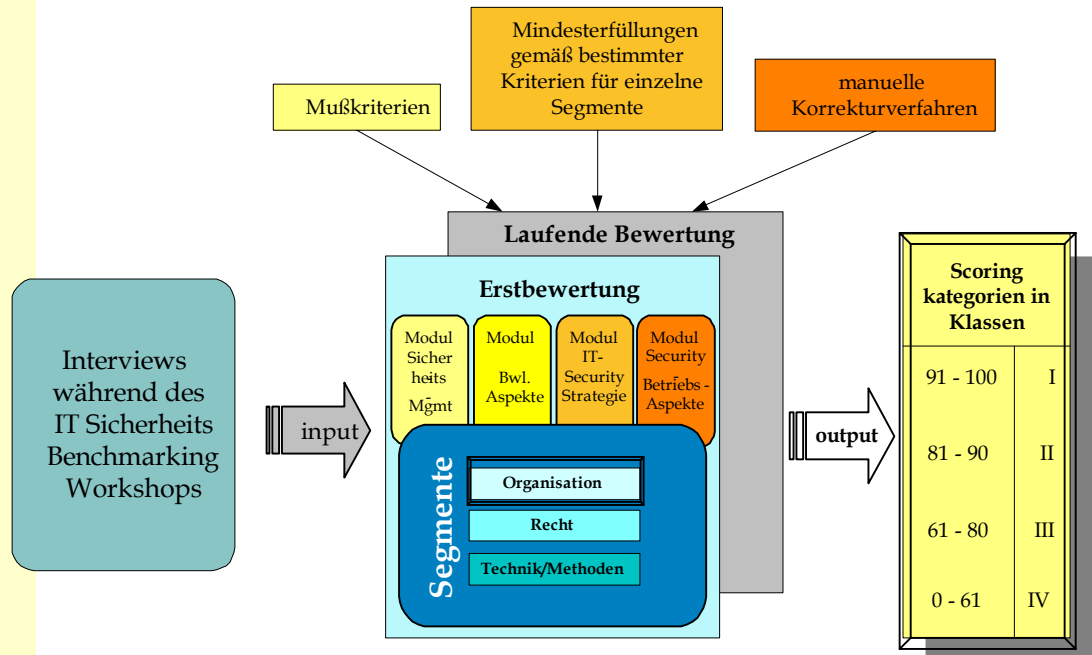 Mindesterfüllungen
gemäß bestimmter
Kriterien für einzelne
Segmente
Mußkriterien
manuelle
Korrekturverfahren
Laufende Bewertung
Erstbewertung
Modul
Sicher
heits
-
Mgmt
Modul
Bwl.
Aspekte
Modul
IT-
Security
Strategie
Modul
Security
Betriebs -
Aspekte
Segmente
Organisation
Recht
Technik/Methoden
Interviews
während des
IT Sicherheits
Benchmarking
Workshops
input
output
Scoring
kategorien in
Klassen
91 - 100 I
81 - 90 II
61 - 80 III
0 - 61 IV